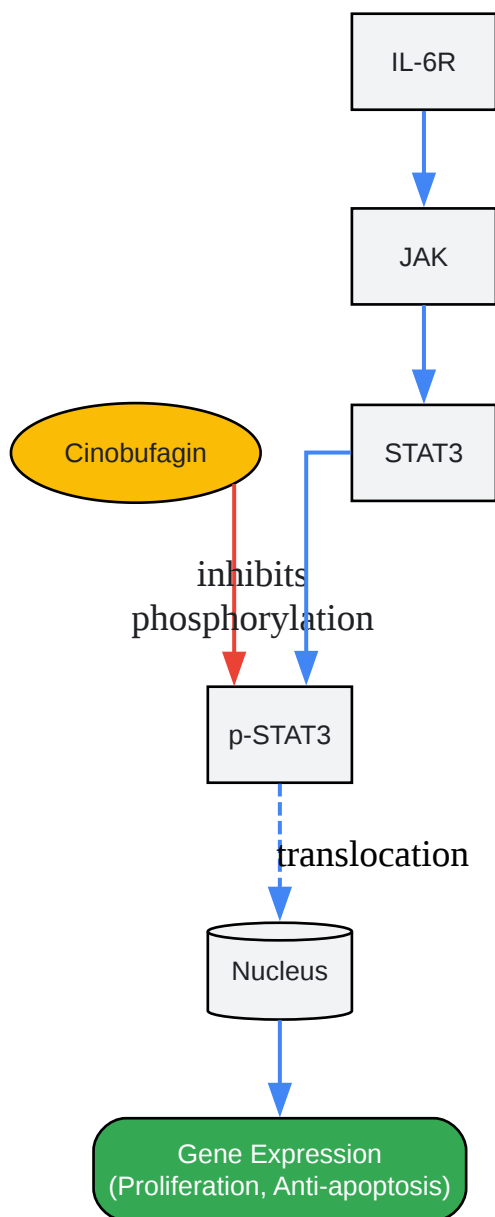 IL-6R
JAK
Cinobufagin
STAT3
inhibits
phosphorylation
p-STAT3
translocation
Nucleus
Gene Expression
(Proliferation, Anti-apoptosis)